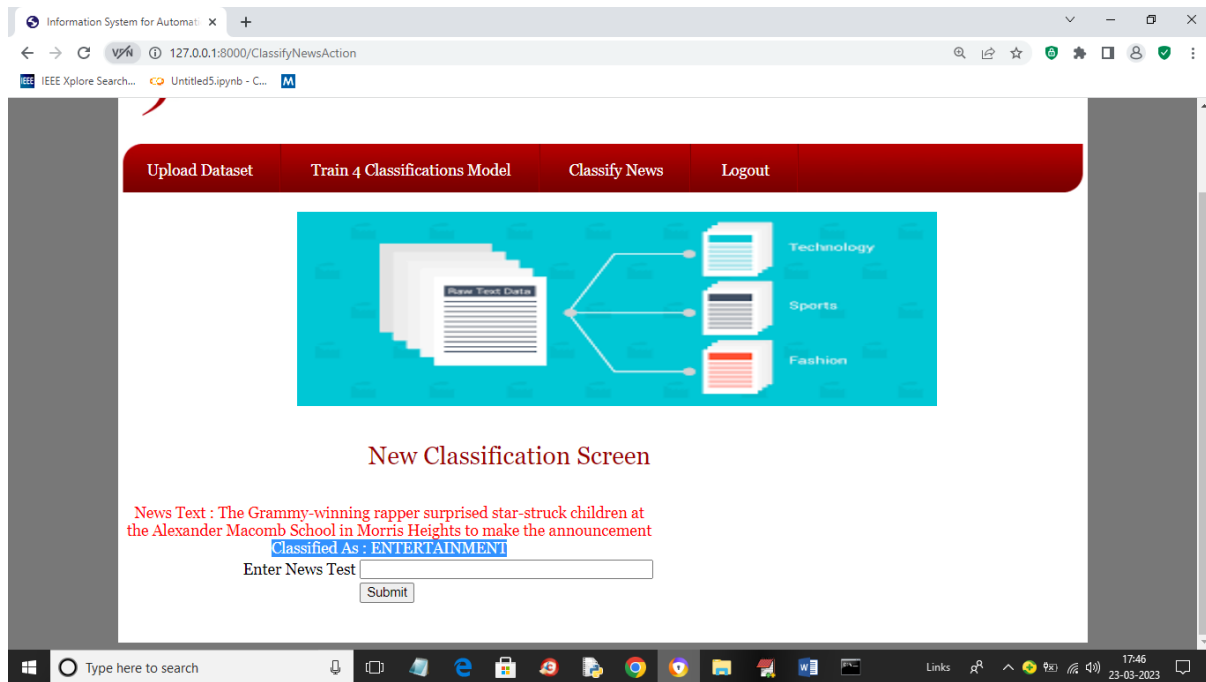 Information System for Automati
127.0.0.1:8000/ClassifyNewsAction
IEEE Xplore Search...
Untitled5.ipynb - C...
Upload Dataset
Train 4 Classifications Model
Classify News
Logout
Raw Text Data
Technology
Sports
Fashion
New Classification Screen
News Text : The Grammy-winning rapper surprised star-struck children at
the Alexander Macomb School in Morris Heights to make the announcement
Classified As : ENTERTAINMENT
Enter News Test
Submit
Type here to search
Links
17:46
23-03-2023